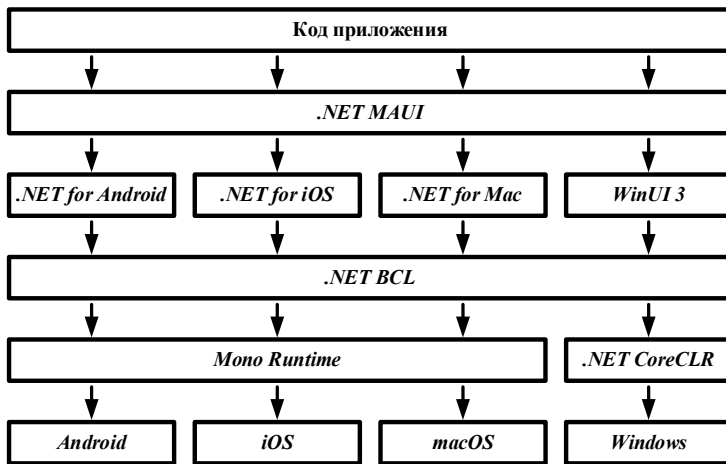 Код приложения
.NET MAUI
.NET for Android
.NET for iOS
.NET for Mac
WinUI 3
.NET BCL
Mono Runtime
.NET CoreCLR
Android
iOS
macOS
Windows